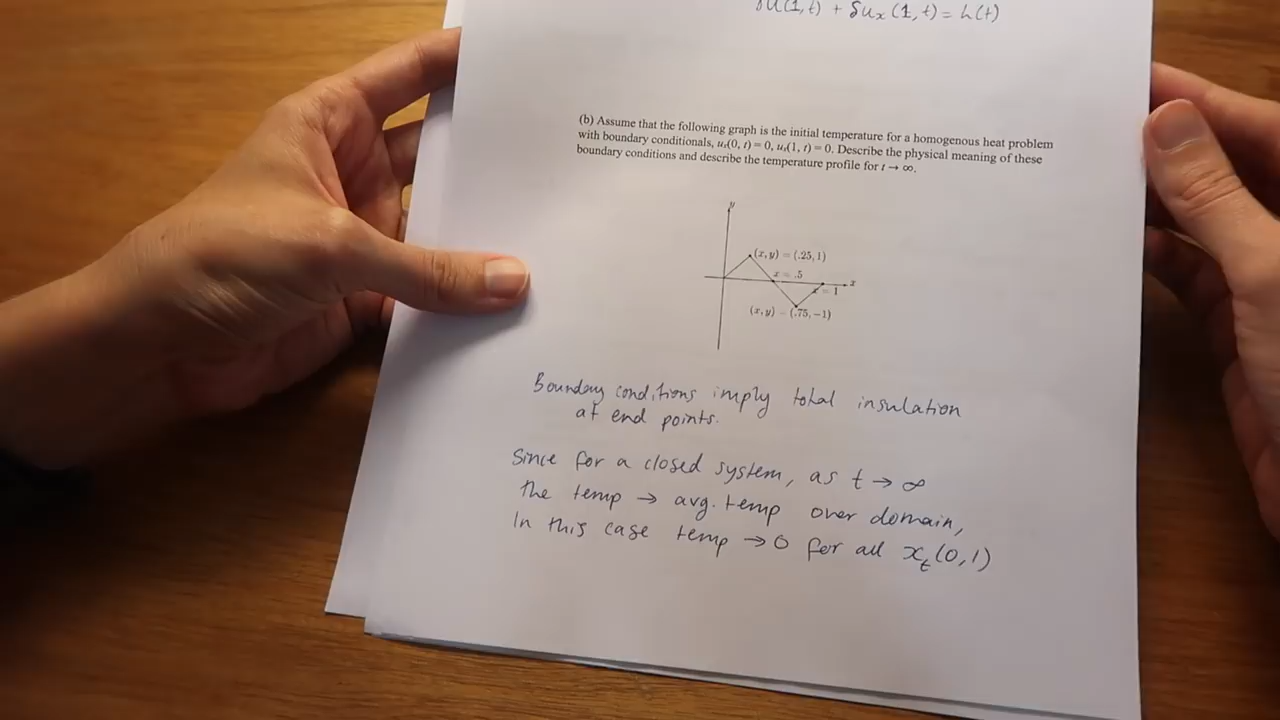 δu(1,t) + δuₓ(1,t) = h(t)
(b) Assume that the following graph is the initial temperature for a homogenous heat problem
with boundary conditionals, uₓ(0, t) = 0, uₓ(1, t) = 0. Describe the physical meaning of these
boundary conditions and describe the temperature profile for t → ∞.
y
(x, y) = (.25, 1)
x = .5
x
x = 1
(x, y) = (.75, −1)
Boundary conditions imply total insulation
at end points.
Since for a closed system, as t → ∞
the temp → avg. temp over domain,
In this case temp → 0 for all xₜ(0,1)